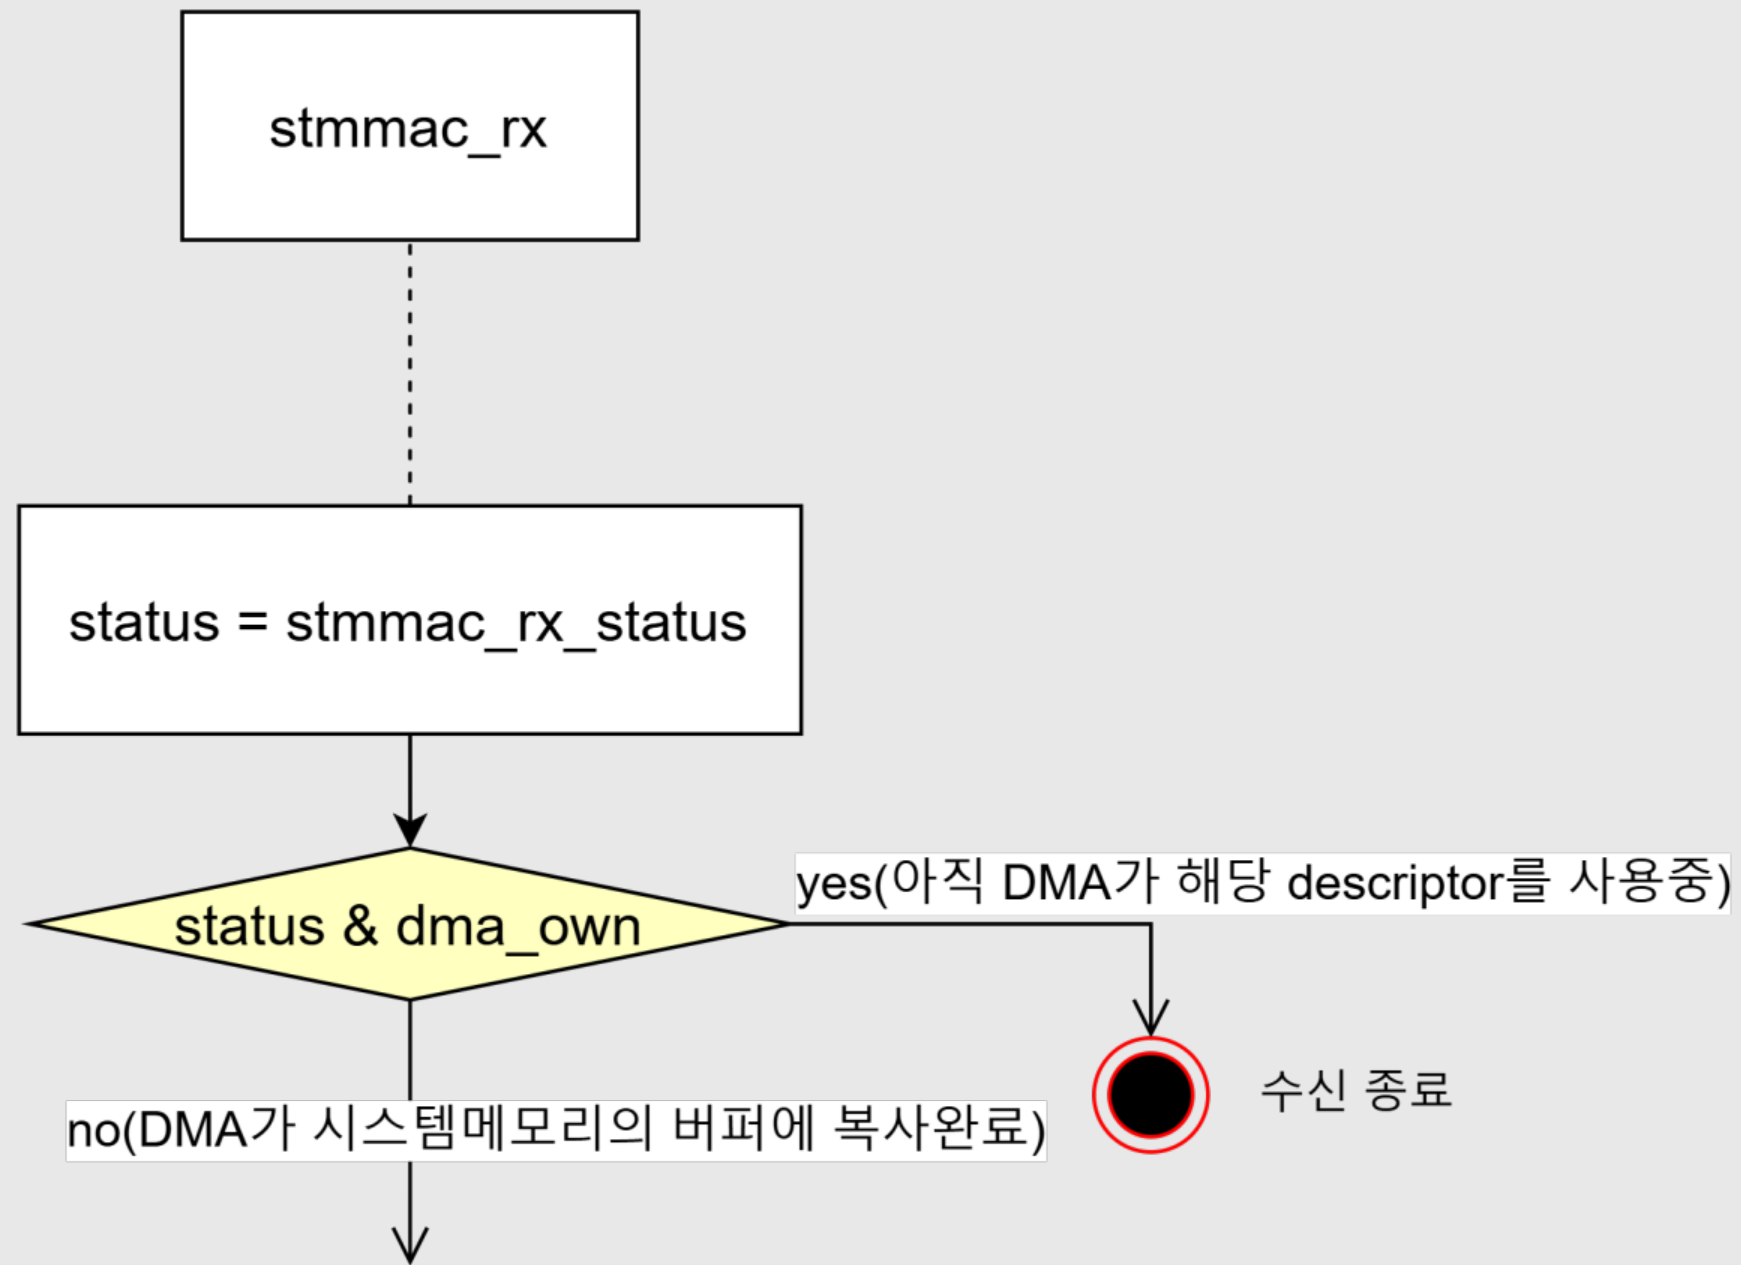 stmmac_rx
status = stmmac_rx_status
status & dma_own
yes(아직 DMA가 해당 descriptor를 사용중)
수신 종료
no(DMA가 시스템메모리의 버퍼에 복사완료)